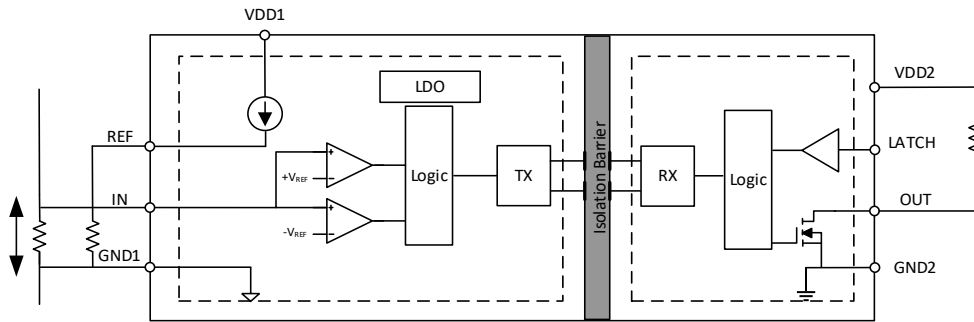 VDD1
VDD2
LDO
REF
LATCH
+VREF
Logic
TX
Isolation Barrier
RX
Logic
IN
OUT
-VREF
GND1
GND2